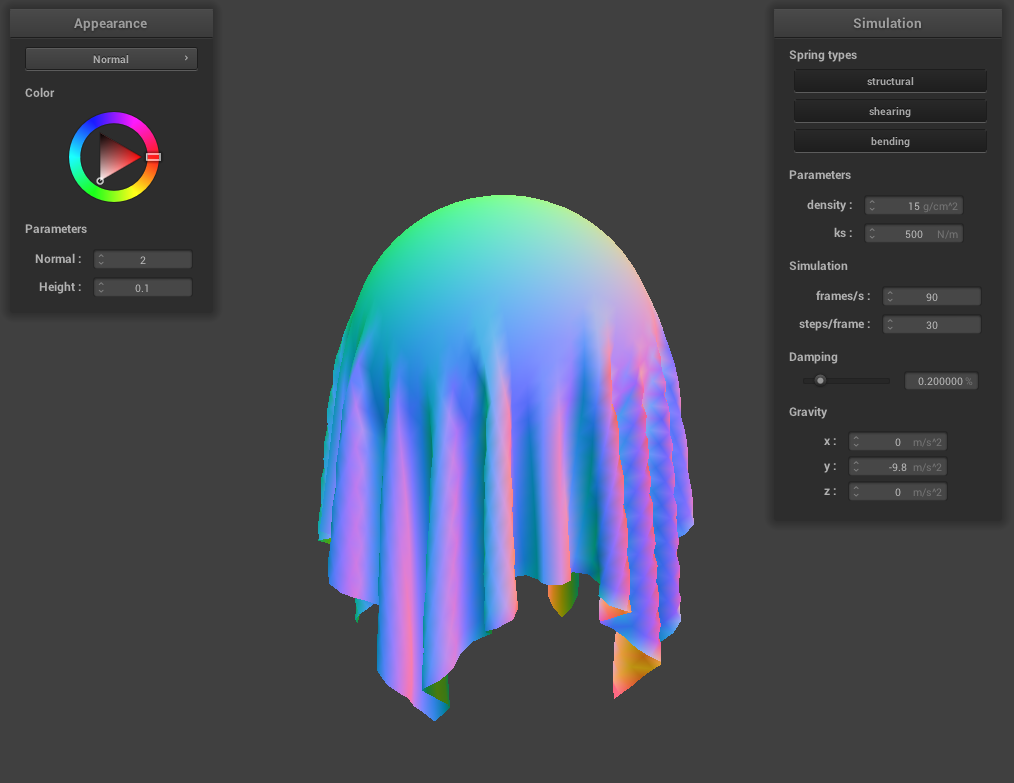 Appearance
Normal
Color
Parameters
Normal : 2
Height : 0.1
Simulation
Spring types
structural
shearing
bending
Parameters
density : 15 g/cm^2
ks : 500 N/m
Simulation
frames/s : 90
steps/frame : 30
Damping
0.200000 %
Gravity
x : 0 m/s^2
y : -9.8 m/s^2
z : 0 m/s^2